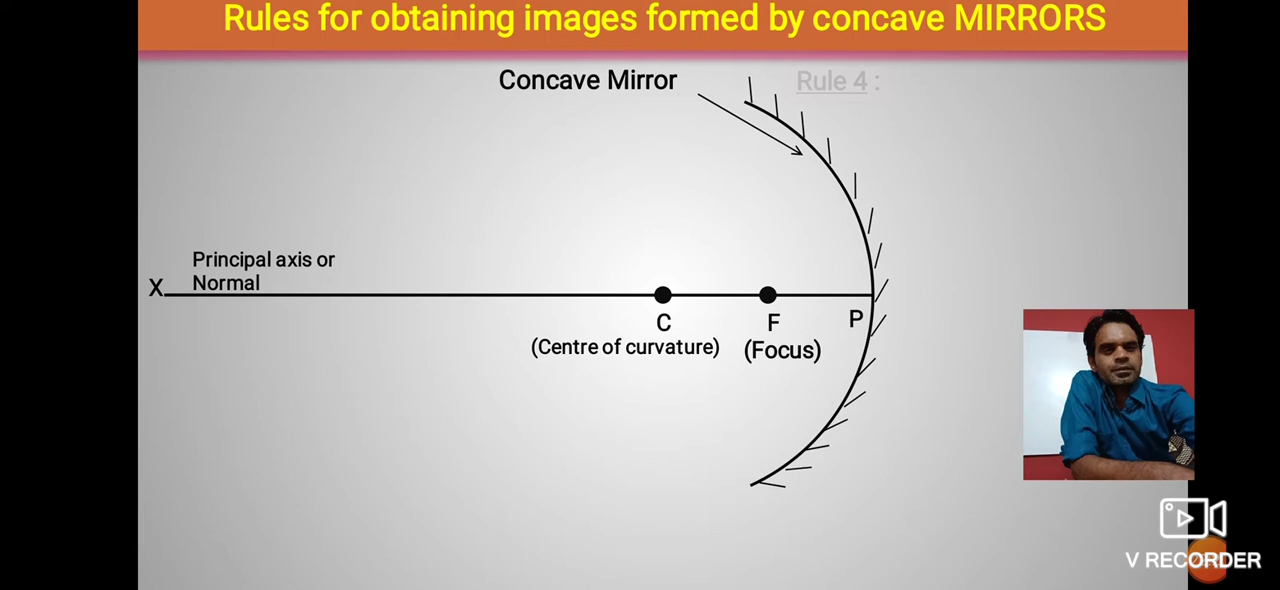 Rules for obtaining images formed by concave MIRRORS
Concave Mirror
Rule 4 :
Principal axis or
Normal
X
C
F
P
(Centre of curvature)
(Focus)
V RECORDER